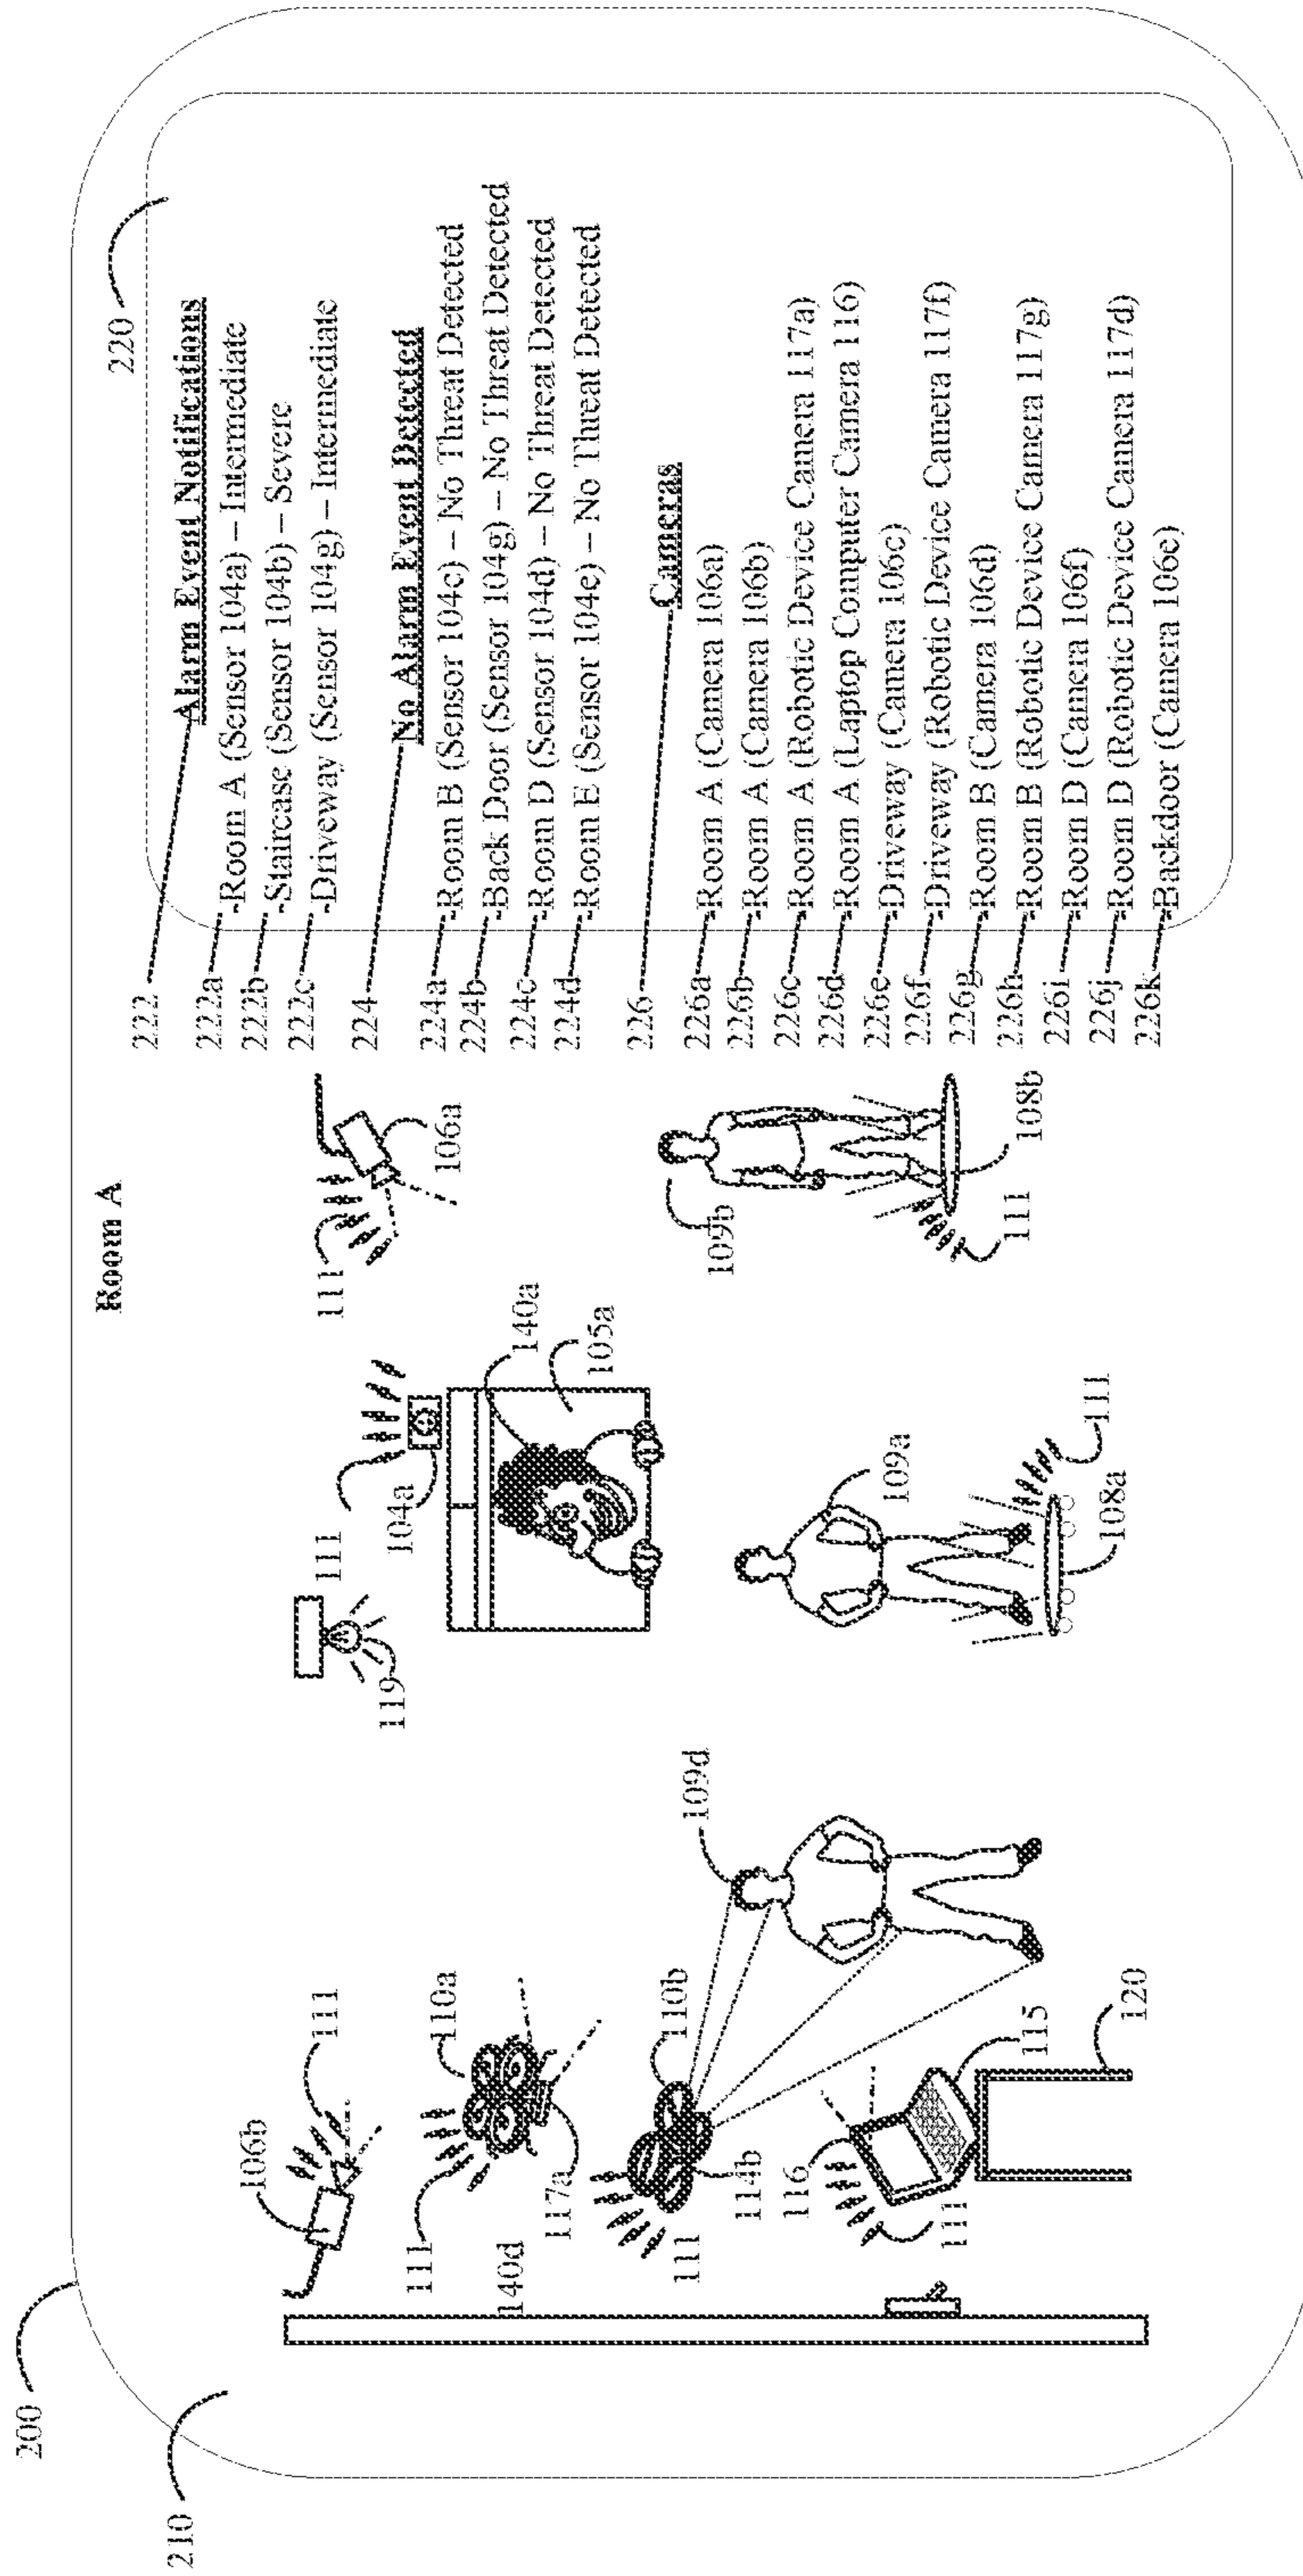 200
210
Room A
106b
111
110a
111
140d
117a
110b
111
114b
116
111
115
120
109d
119
111
104a
140a
105a
109a
111
108a
111
106a
109b
111
108b
220
222
Alarm Event Notifications
222a -Room A (Sensor 104a) – Intermediate
222b -Staircase (Sensor 104b) – Severe
222c -Driveway (Sensor 104g) – Intermediate
224
No Alarm Event Detected
224a -Room B (Sensor 104c) – No Threat Detected
224b -Back Door (Sensor 104g) – No Threat Detected
224c -Room D (Sensor 104d) – No Threat Detected
224d -Room E (Sensor 104e) – No Threat Detected
226
Cameras
226a -Room A (Camera 106a)
226b -Room A (Camera 106b)
226c -Room A (Robotic Device Camera 117a)
226d -Room A (Laptop Computer Camera 116)
226e -Driveway (Camera 106c)
226f -Driveway (Robotic Device Camera 117f)
226g -Room B (Camera 106d)
226h -Room B (Robotic Device Camera 117g)
226i -Room D (Camera 106f)
226j -Room D (Robotic Device Camera 117d)
226k -Backdoor (Camera 106e)